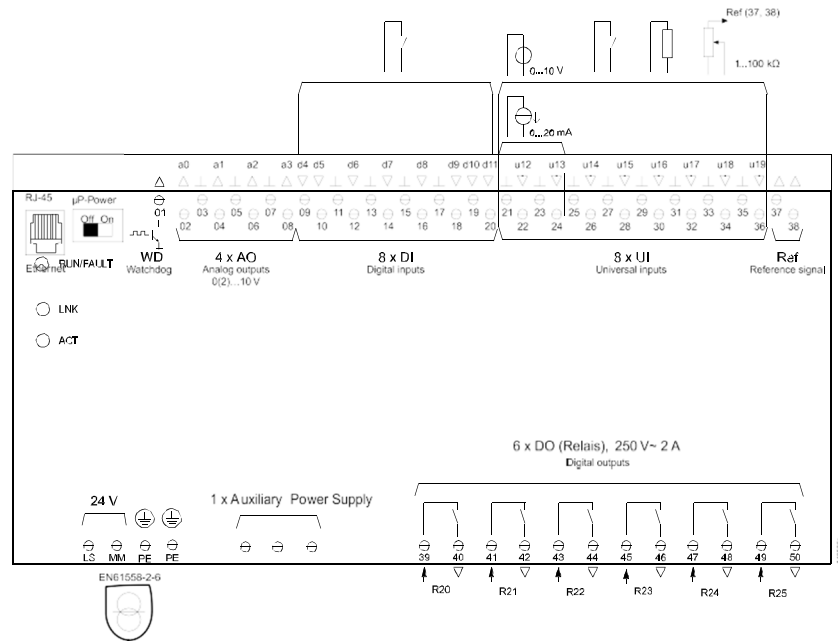 Ref (37, 38)
1...100 kΩ
0...10 V
0...20 mA
a0 a1 a2 a3 d4 d5 d6 d7 d8 d9 d10 d11 u12 u13 u14 u15 u16 u17 u18 u19
RJ-45 µP-Power
Off On
01 03 05 07 09 11 13 15 17 19 21 23 25 27 29 31 33 35 37
02 04 06 08 10 12 14 16 18 20 22 24 26 28 30 32 34 36 38
Ethernet RUN/FAULT
WD
Watchdog
4 x AO
Analog outputs
0(2)...10 V
8 x DI
Digital inputs
8 x UI
Universal inputs
Ref
Reference signal
LNK
ACT
6 x DO (Relais), 250 V~ 2 A
Digital outputs
24 V
1 x Auxiliary Power Supply
LS MM PE PE
39 40 41 42 43 44 45 46 47 48 49 50
R20 R21 R22 R23 R24 R25
EN61558-2-6